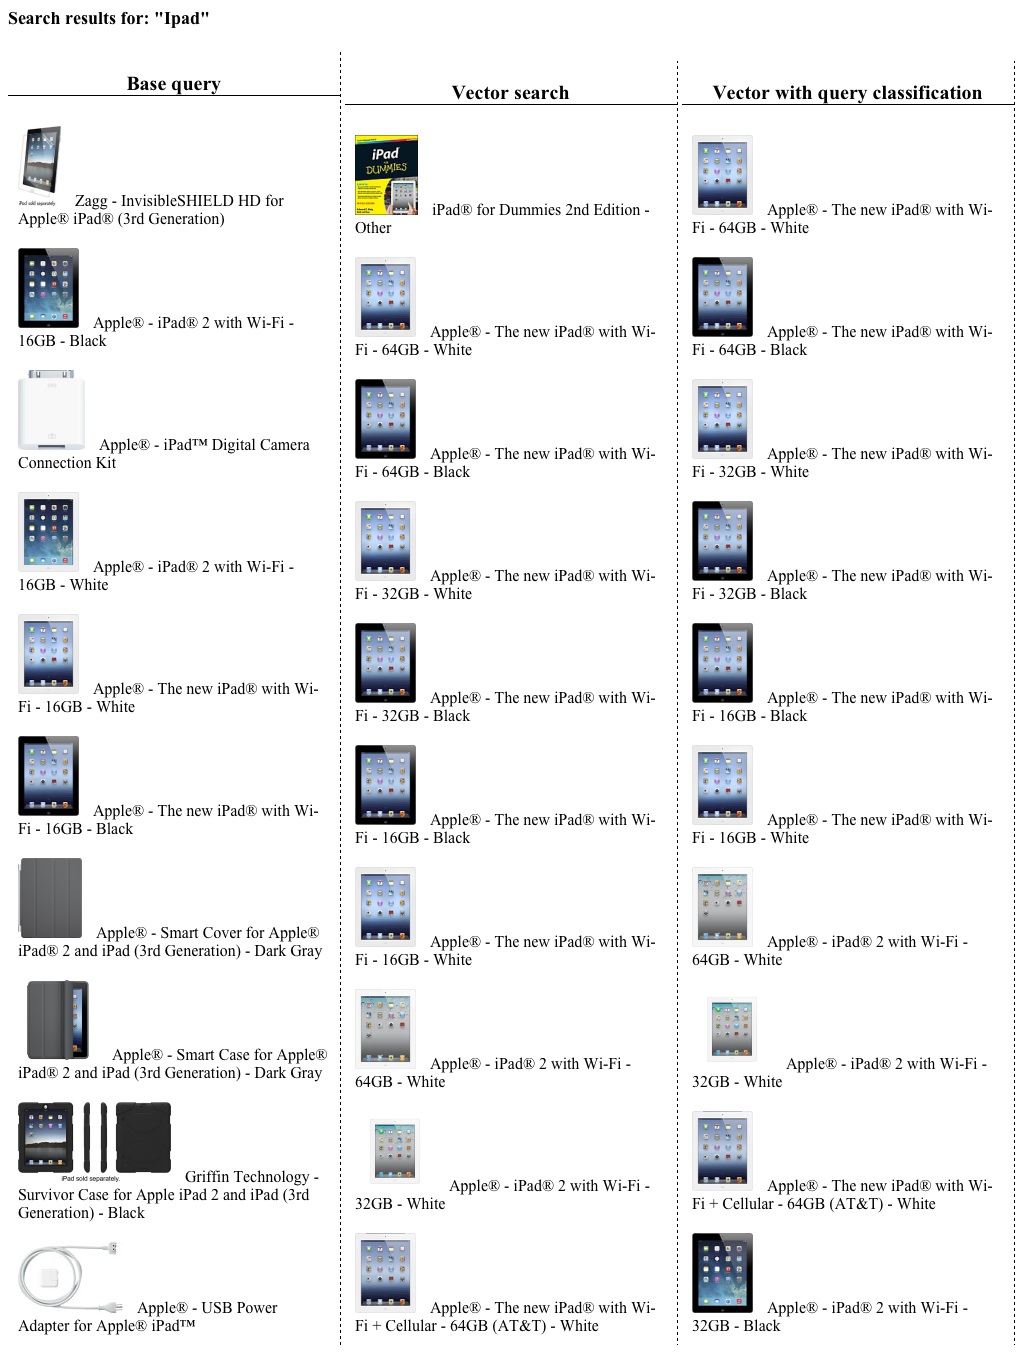 Search results for: "Ipad"
Base query
iPad sold separately
Zagg - InvisibleSHIELD HD for
Apple® iPad® (3rd Generation)
Apple® - iPad® 2 with Wi-Fi -
16GB - Black
Apple® - iPad™ Digital Camera
Connection Kit
Apple® - iPad® 2 with Wi-Fi -
16GB - White
Apple® - The new iPad® with Wi-
Fi - 16GB - White
Apple® - The new iPad® with Wi-
Fi - 16GB - Black
Apple® - Smart Cover for Apple®
iPad® 2 and iPad (3rd Generation) - Dark Gray
Apple® - Smart Case for Apple®
iPad® 2 and iPad (3rd Generation) - Dark Gray
iPad sold separately.
Griffin Technology -
Survivor Case for Apple iPad 2 and iPad (3rd
Generation) - Black
Apple® - USB Power
Adapter for Apple® iPad™
Vector search
iPad
FOR
DUMMIES
iPad® for Dummies 2nd Edition -
Other
Apple® - The new iPad® with Wi-
Fi - 64GB - White
Apple® - The new iPad® with Wi-
Fi - 64GB - Black
Apple® - The new iPad® with Wi-
Fi - 32GB - White
Apple® - The new iPad® with Wi-
Fi - 32GB - Black
Apple® - The new iPad® with Wi-
Fi - 16GB - Black
Apple® - The new iPad® with Wi-
Fi - 16GB - White
Apple® - iPad® 2 with Wi-Fi -
64GB - White
Apple® - iPad® 2 with Wi-Fi -
32GB - White
Apple® - The new iPad® with Wi-
Fi + Cellular - 64GB (AT&T) - White
Vector with query classification
Apple® - The new iPad® with Wi-
Fi - 64GB - White
Apple® - The new iPad® with Wi-
Fi - 64GB - Black
Apple® - The new iPad® with Wi-
Fi - 32GB - White
Apple® - The new iPad® with Wi-
Fi - 32GB - Black
Apple® - The new iPad® with Wi-
Fi - 16GB - Black
Apple® - The new iPad® with Wi-
Fi - 16GB - White
Apple® - iPad® 2 with Wi-Fi -
64GB - White
Apple® - iPad® 2 with Wi-Fi -
32GB - White
Apple® - The new iPad® with Wi-
Fi + Cellular - 64GB (AT&T) - White
Apple® - iPad® 2 with Wi-Fi -
32GB - Black